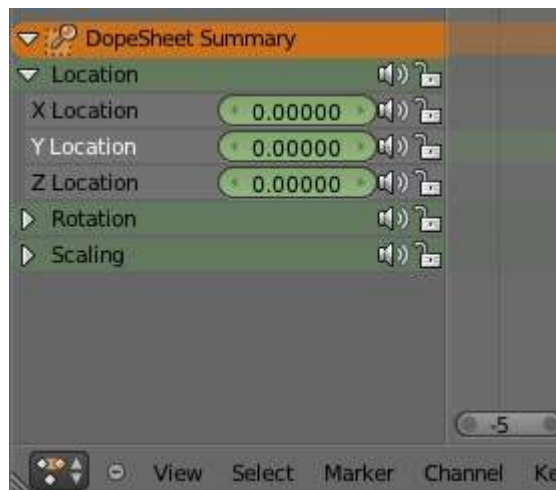 DopeSheet Summary
Location
X Location 0.00000
Y Location 0.00000
Z Location 0.00000
Rotation
Scaling
-5
View Select Marker Channel Ke